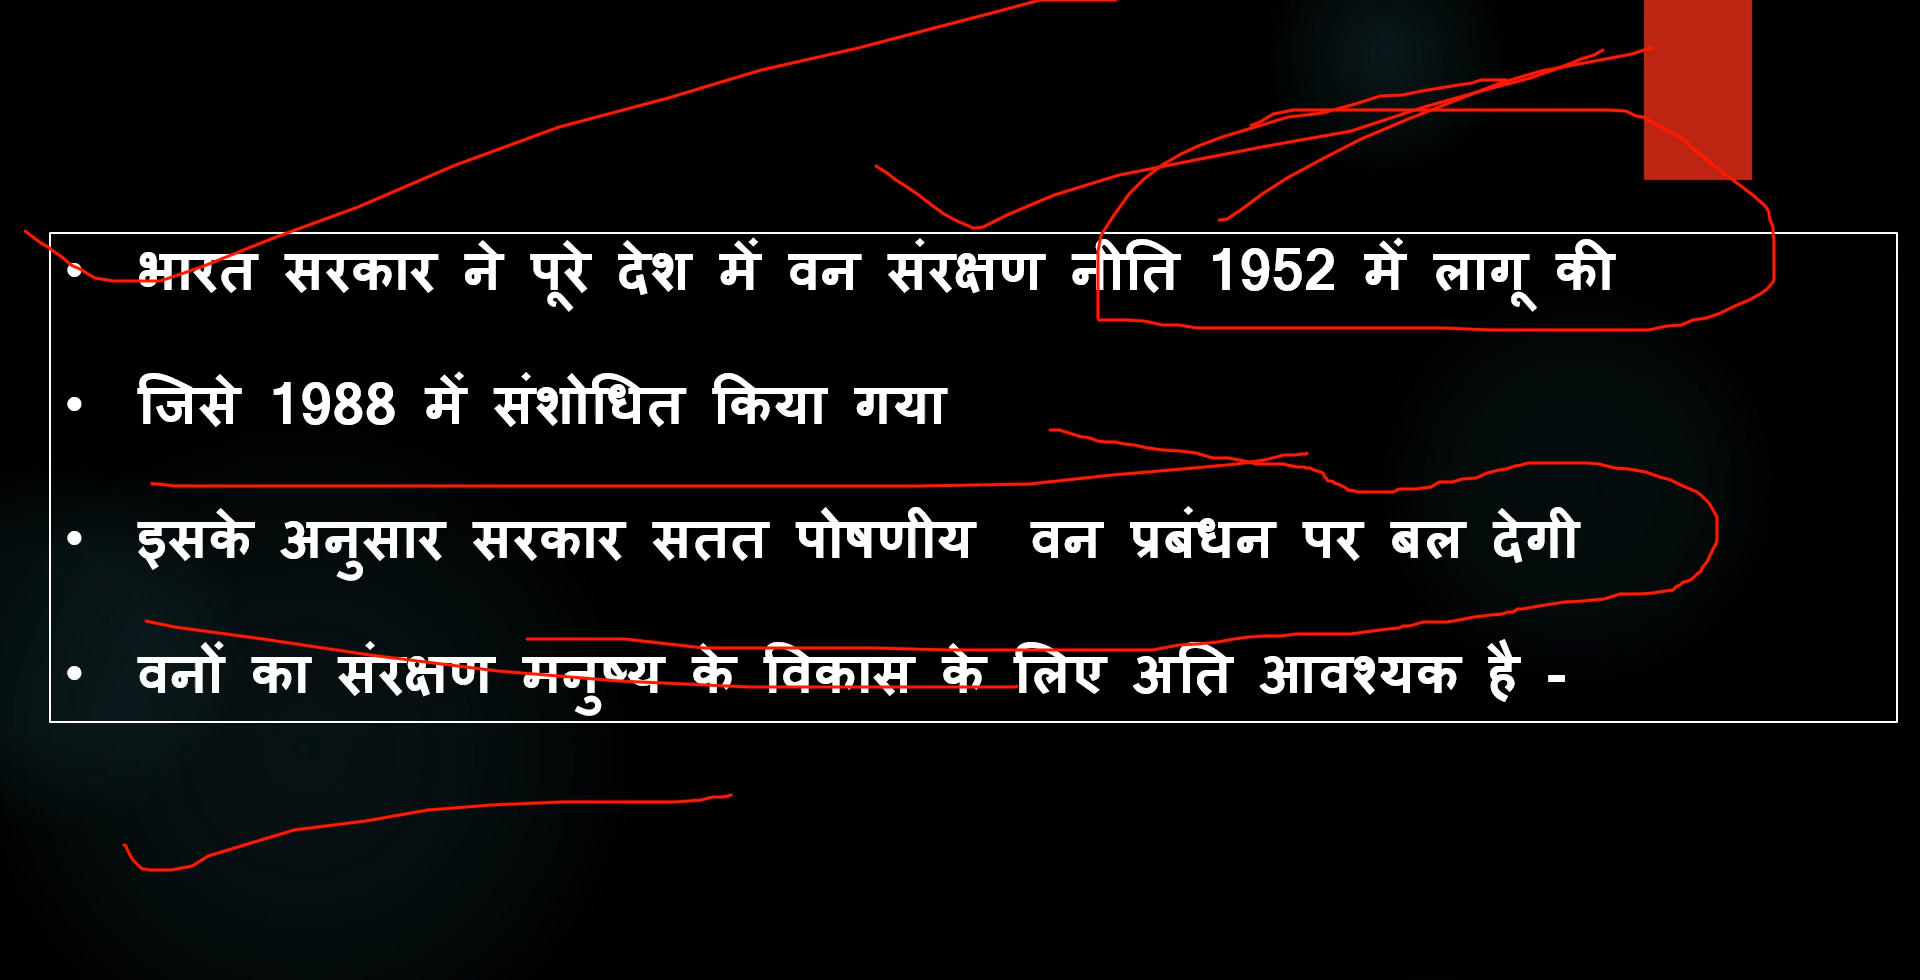 • भारत सरकार ने पूरे देश में वन संरक्षण नीति 1952 में लागू की
• जिसे 1988 में संशोधित किया गया
• इसके अनुसार सरकार सतत पोषणीय वन प्रबंधन पर बल देगी
• वनों का संरक्षण मनुष्य के विकास के लिए अति आवश्यक है -